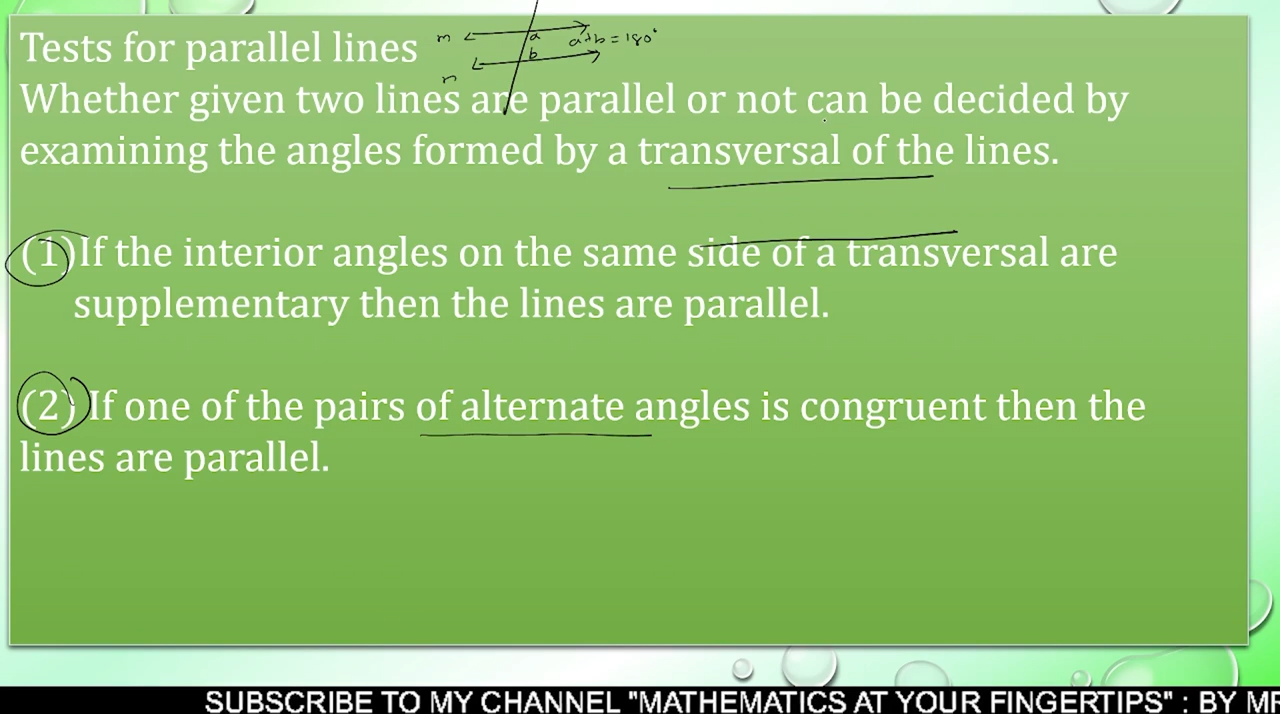 Tests for parallel lines
m
a
a+b=180°
b
n
Whether given two lines are parallel or not can be decided by
examining the angles formed by a transversal of the lines.
(1)If the interior angles on the same side of a transversal are
supplementary then the lines are parallel.
(2) If one of the pairs of alternate angles is congruent then the
lines are parallel.
SUBSCRIBE TO MY CHANNEL "MATHEMATICS AT YOUR FINGERTIPS" : BY